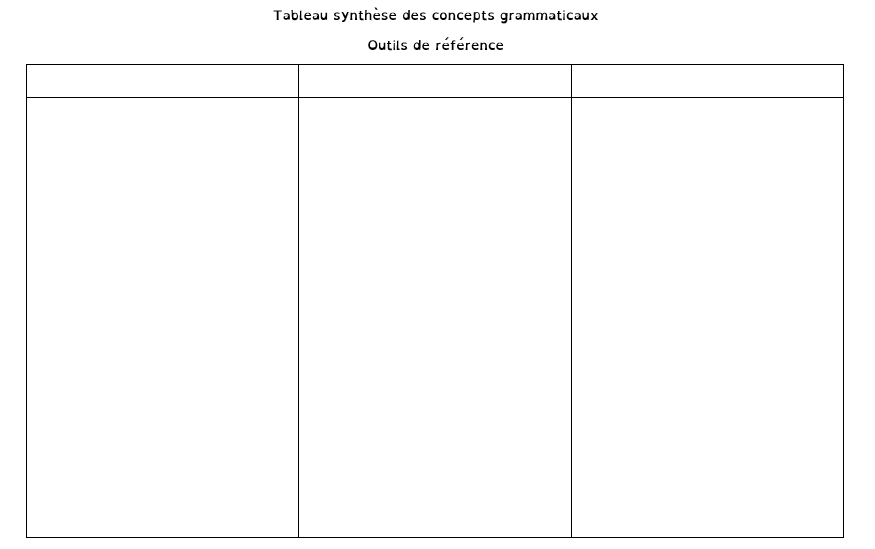 Tableau synthèse des concepts grammaticaux
Outils de référence